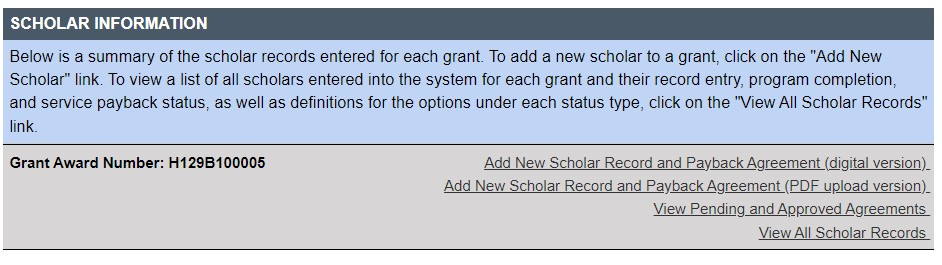 SCHOLAR INFORMATION
Below is a summary of the scholar records entered for each grant. To add a new scholar to a grant, click on the "Add New
Scholar" link. To view a list of all scholars entered into the system for each grant and their record entry, program completion,
and service payback status, as well as definitions for the options under each status type, click on the "View All Scholar Records"
link.
Grant Award Number: H129B100005
Add New Scholar Record and Payback Agreement (digital version)
Add New Scholar Record and Payback Agreement (PDF upload version)
View Pending and Approved Agreements
View All Scholar Records